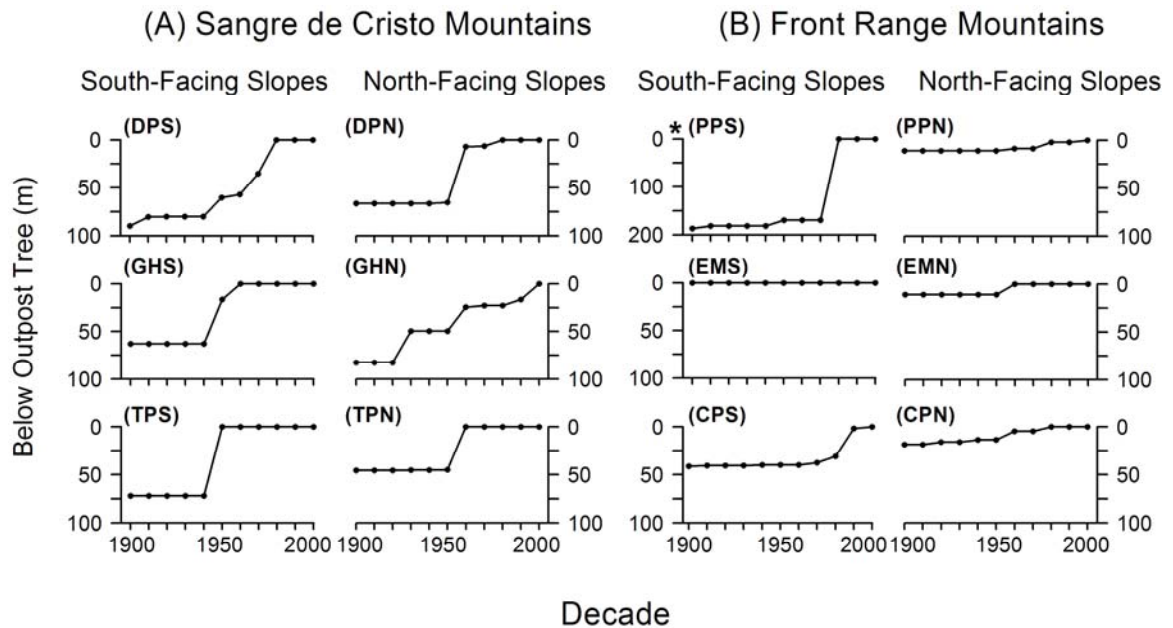 (A) Sangre de Cristo Mountains (B) Front Range Mountains
South-Facing Slopes North-Facing Slopes South-Facing Slopes North-Facing Slopes
Below Outpost Tree (m)
(DPS) (DPN) * (PPS) (PPN)
0 0 0 0
50 50 100 50
100 100 200 100
(GHS) (GHN) (EMS) (EMN)
0 0 0 0
50 50 50 50
100 100 100 100
(TPS) (TPN) (CPS) (CPN)
0 0 0 0
50 50 50 50
100 100 100 100
1900 1950 2000 1900 1950 2000 1900 1950 2000 1900 1950 2000
Decade